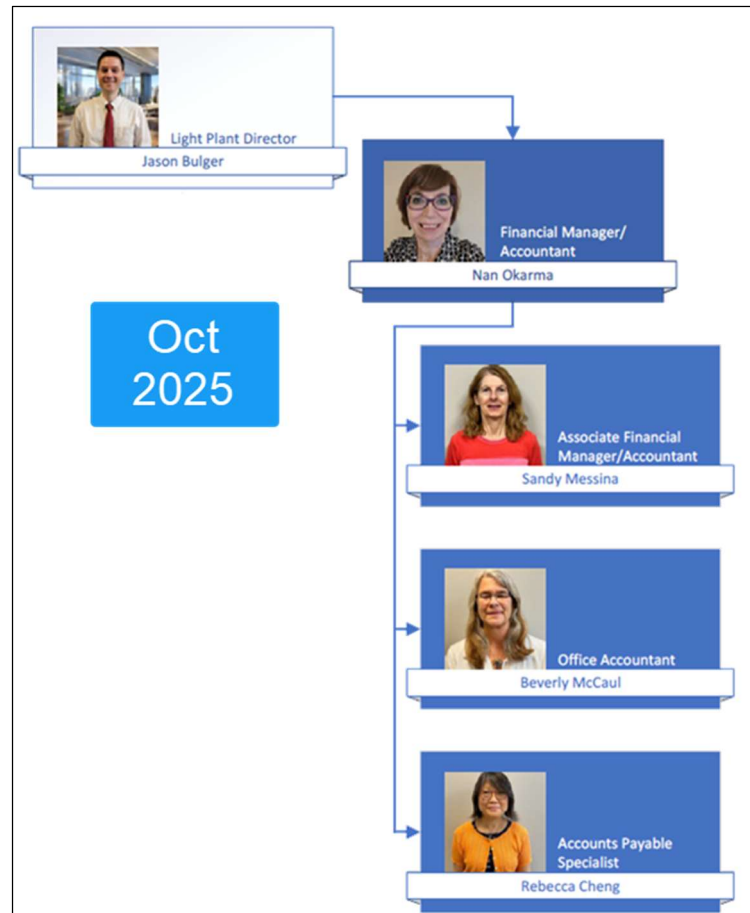 Light Plant Director
Jason Bulger
Financial Manager/
Accountant
Nan Okarma
Oct
2025
Associate Financial
Manager/Accountant
Sandy Messina
Office Accountant
Beverly McCaul
Accounts Payable
Specialist
Rebecca Cheng